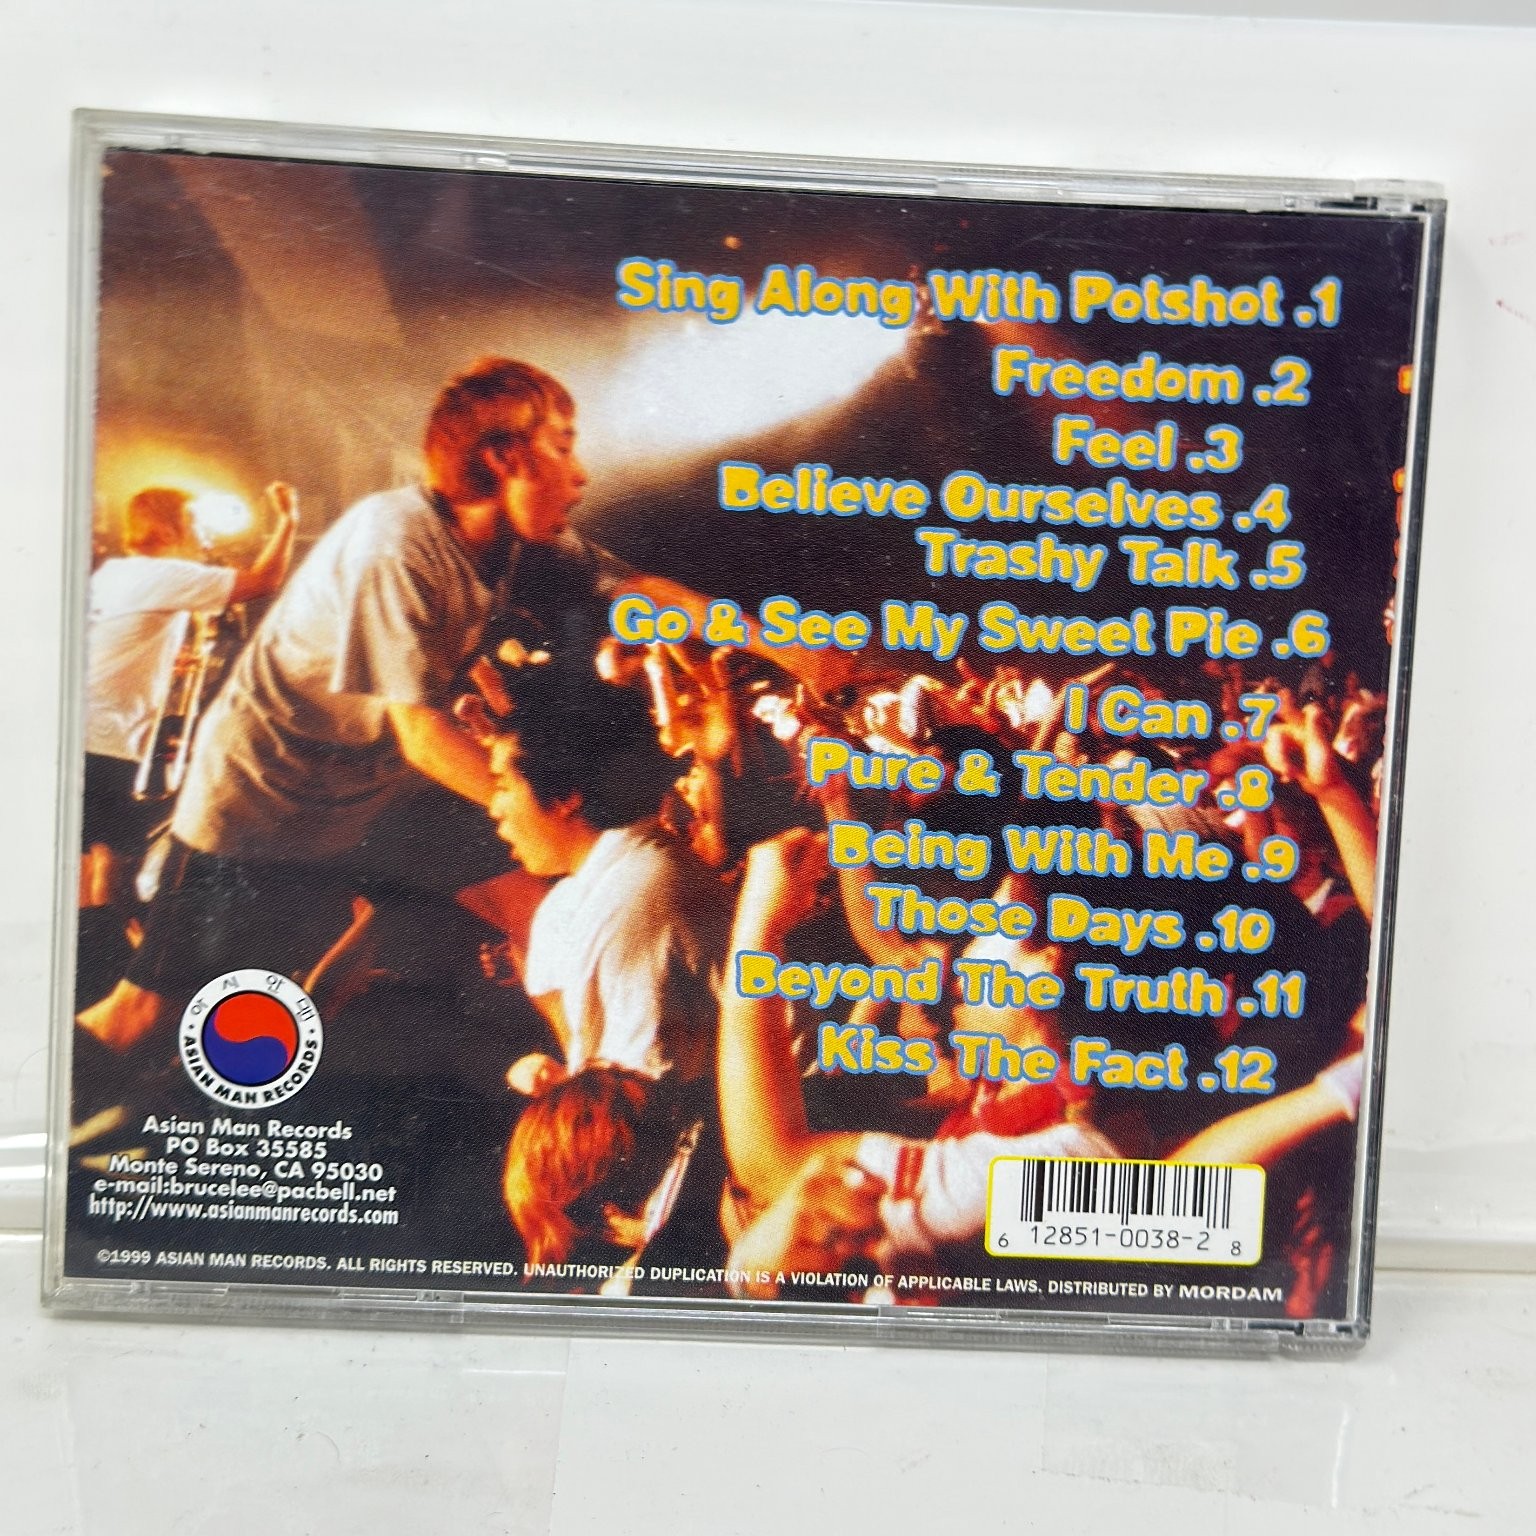 Sing Along With Potshot .1
Freedom .2
Feel .3
Believe Ourselves .4
Trashy Talk .5
Go & See My Sweet Pie .6
I Can .7
Pure & Tender .8
Being With Me .9
Those Days .10
Beyond The Truth .11
Kiss The Fact .12
아 시 안 맨
• ASIAN MAN RECORDS •
Asian Man Records
PO Box 35585
Monte Sereno, CA 95030
e-mail:brucelee@pacbell.net
http://www.asianmanrecords.com
6 12851-0038-2 8
©1999 ASIAN MAN RECORDS. ALL RIGHTS RESERVED. UNAUTHORIZED DUPLICATION IS A VIOLATION OF APPLICABLE LAWS. DISTRIBUTED BY MORDAM